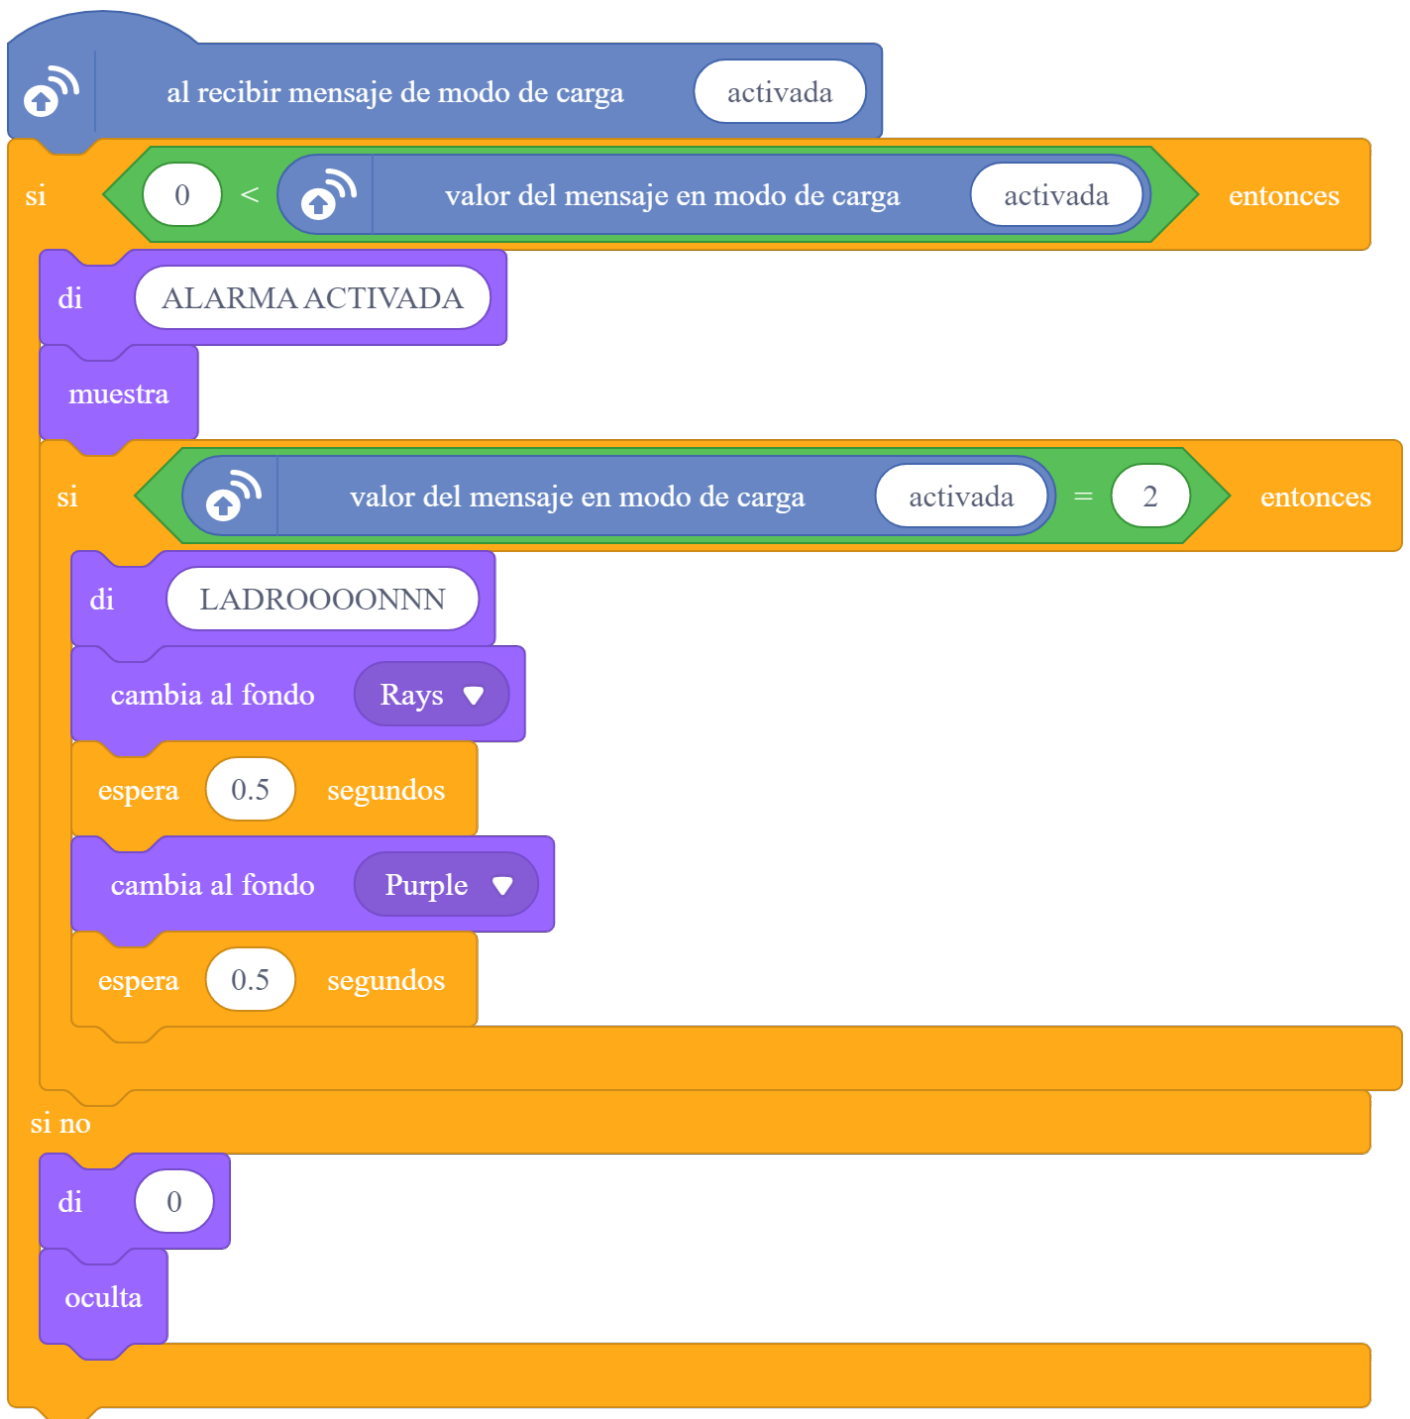 al recibir mensaje de modo de carga activada
si 0 < valor del mensaje en modo de carga activada entonces
di ALARMA ACTIVADA
muestra
si valor del mensaje en modo de carga activada = 2 entonces
di LADROOOONNN
cambia al fondo Rays
espera 0.5 segundos
cambia al fondo Purple
espera 0.5 segundos
si no
di 0
oculta